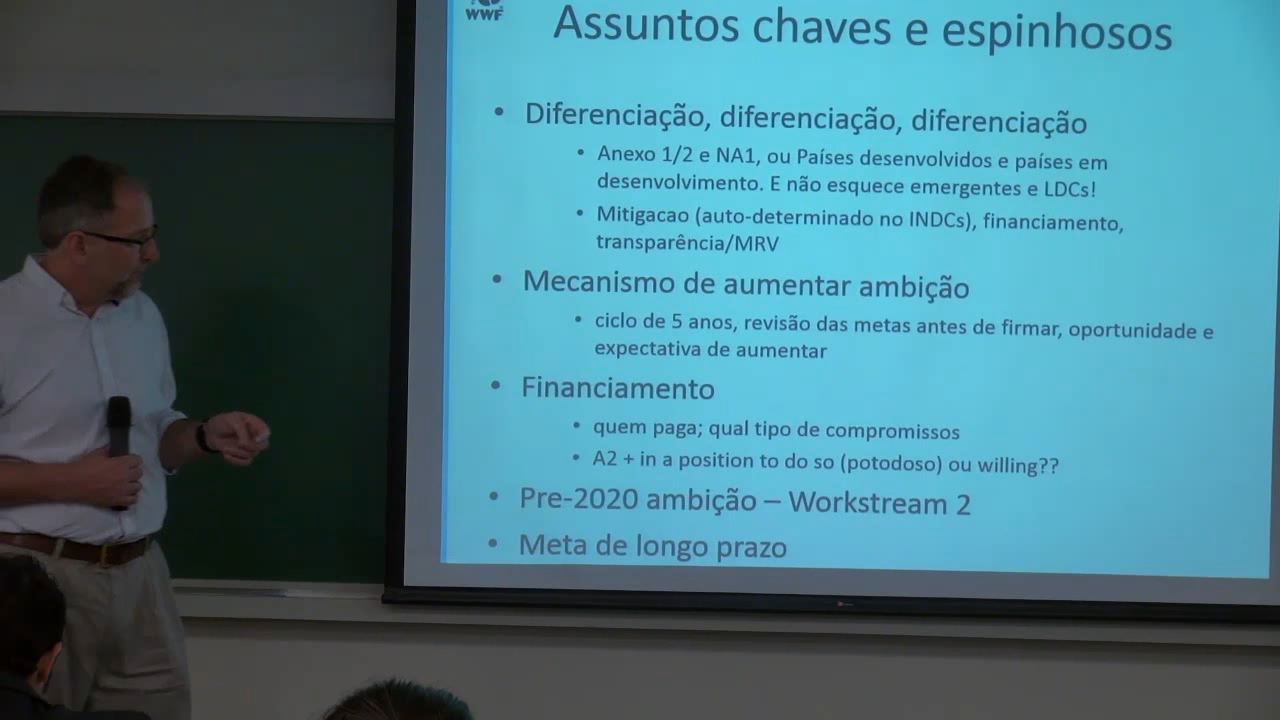 WWF
Assuntos chaves e espinhosos
• Diferenciação, diferenciação, diferenciação
• Anexo 1/2 e NA1, ou Países desenvolvidos e países em
desenvolvimento. E não esquece emergentes e LDCs!
• Mitigacao (auto-determinado no INDCs), financiamento,
transparência/MRV
• Mecanismo de aumentar ambição
• ciclo de 5 anos, revisão das metas antes de firmar, oportunidade e
expectativa de aumentar
• Financiamento
• quem paga; qual tipo de compromissos
• A2 + in a position to do so (potodoso) ou willing??
• Pre-2020 ambição – Workstream 2
• Meta de longo prazo